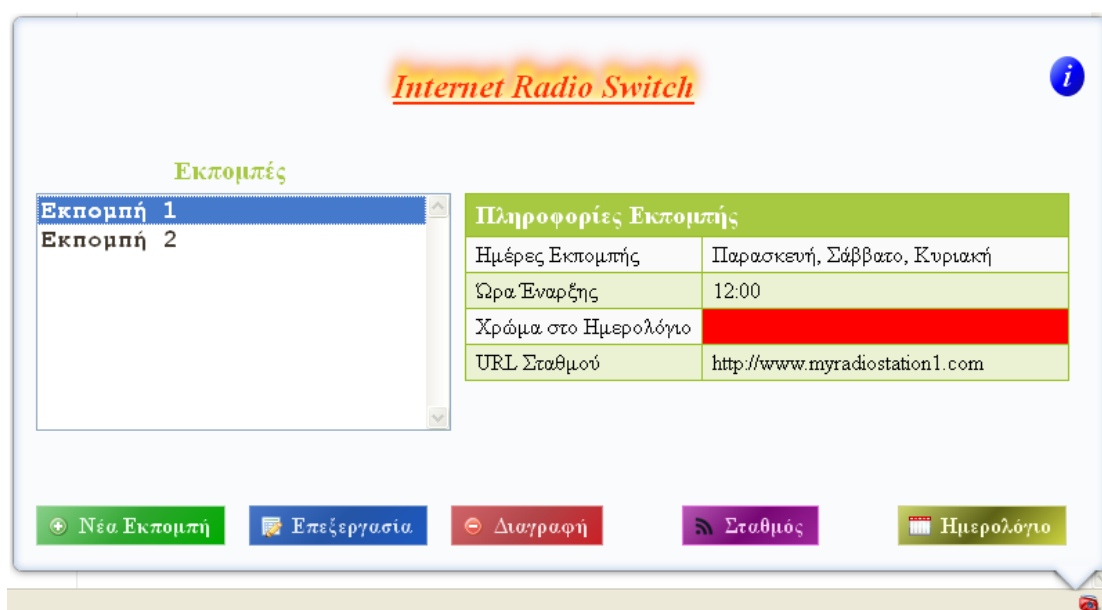 Internet Radio Switch
i
Εκπομπές
Εκπομπή 1
Εκπομπή 2
Πληροφορίες Εκπομπής
Ημέρες Εκπομπής Παρασκευή, Σάββατο, Κυριακή
Ώρα Έναρξης 12:00
Χρώμα στο Ημερολόγιο
URL Σταθμού http://www.myradiostation1.com
Νέα Εκπομπή Επεξεργασία Διαγραφή Σταθμός Ημερολόγιο